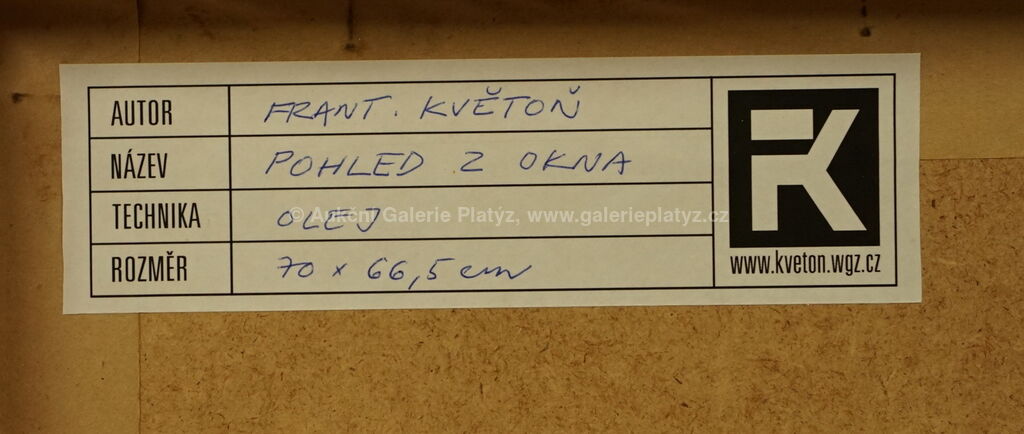 AUTOR FRANT. KVĚTOŇ
NÁZEV POHLED Z OKNA
TECHNIKA OLEJ
ROZMĚR 70 x 66,5 cm
FK
www.kveton.wgz.cz
© Aukční Galerie Platýz, www.galerieplatyz.cz